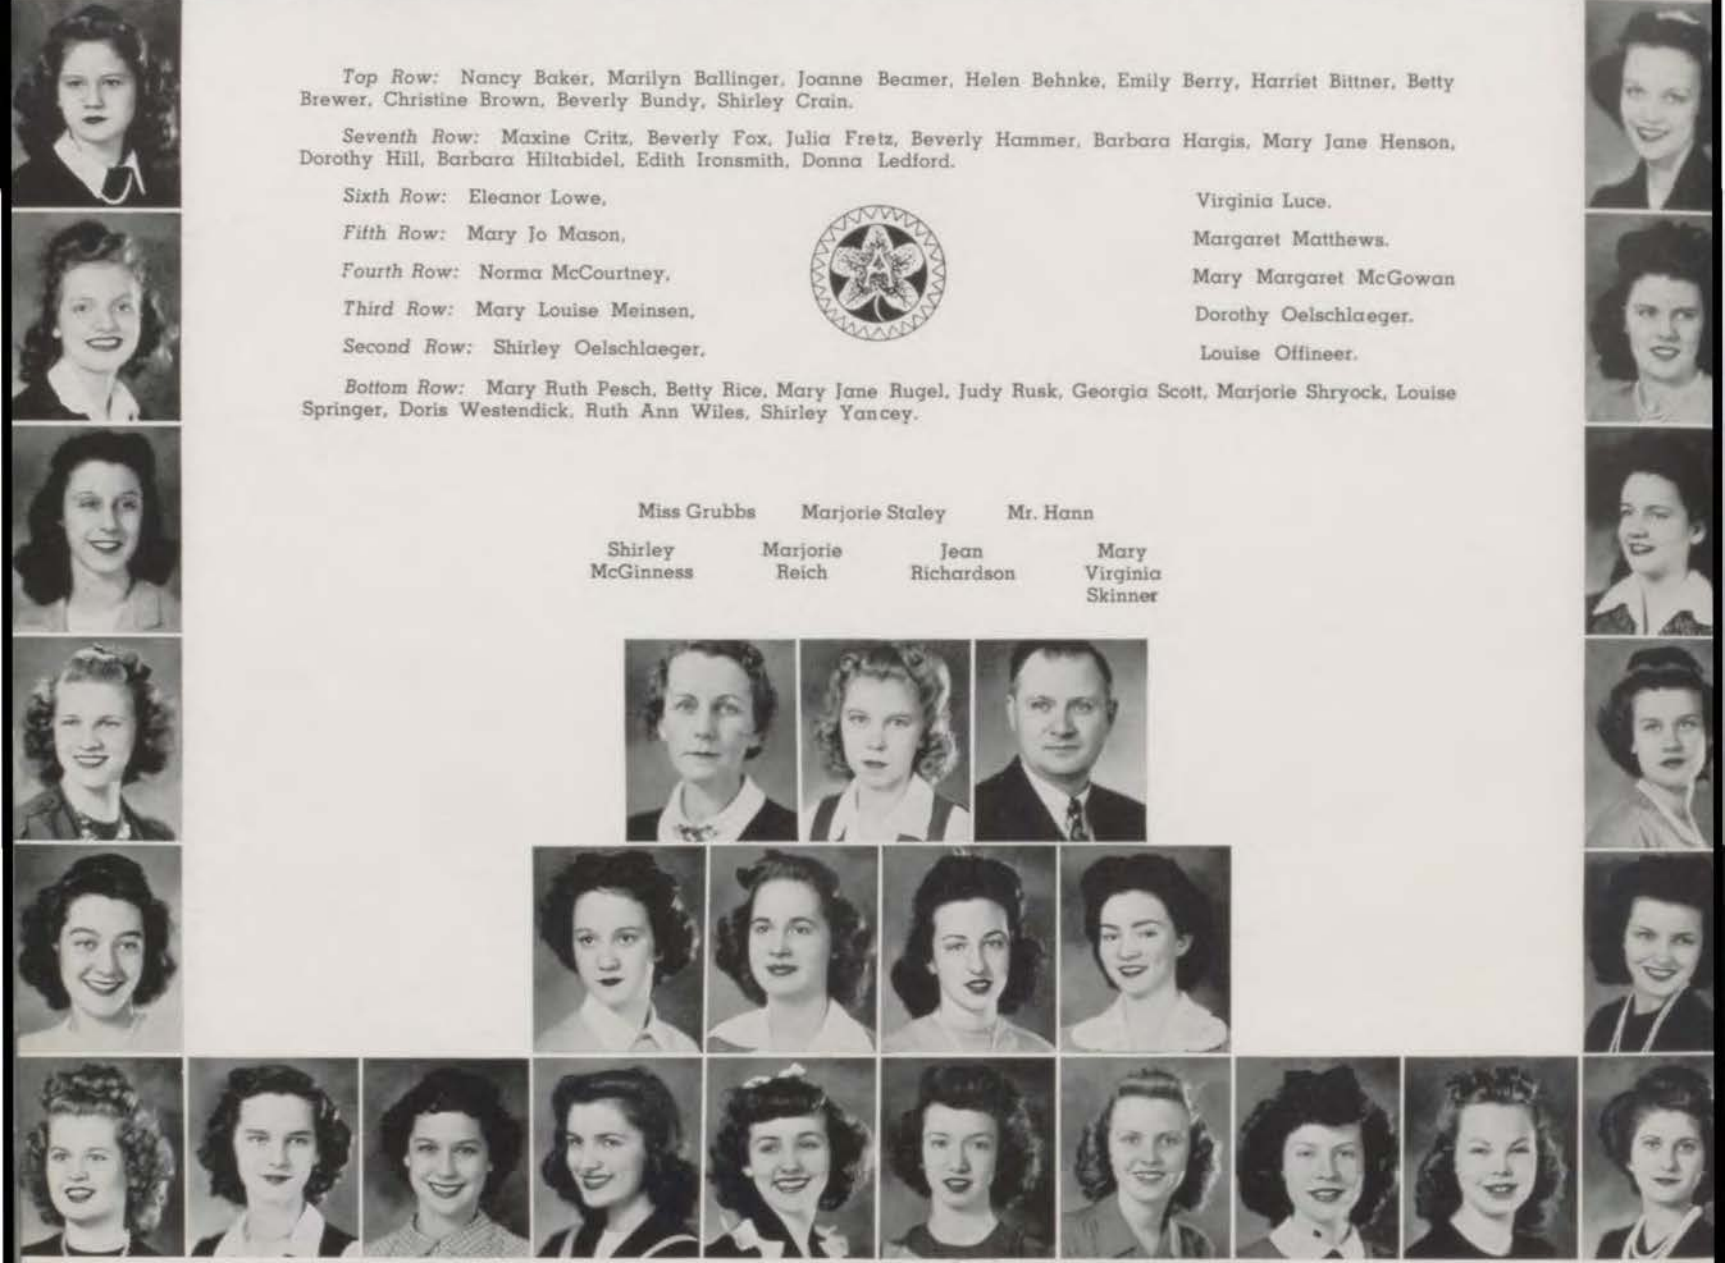 Top Row: Nancy Baker, Marilyn Ballinger, Joanne Beamer, Helen Behnke, Emily Berry, Harriet Bittner, Betty
Brewer, Christine Brown, Beverly Bundy, Shirley Crain.
Seventh Row: Maxine Critz, Beverly Fox, Julia Fretz, Beverly Hammer, Barbara Hargis, Mary Jane Henson,
Dorothy Hill, Barbara Hiltabidel, Edith Ironsmith, Donna Ledford.
Sixth Row: Eleanor Lowe, Virginia Luce.
Fifth Row: Mary Jo Mason, Margaret Matthews.
Fourth Row: Norma McCourtney, Mary Margaret McGowan
Third Row: Mary Louise Meinsen, Dorothy Oelschlaeger.
Second Row: Shirley Oelschlaeger, Louise Offineer.
Bottom Row: Mary Ruth Pesch, Betty Rice, Mary Jane Rugel, Judy Rusk, Georgia Scott, Marjorie Shryock, Louise
Springer, Doris Westendick, Ruth Ann Wiles, Shirley Yancey.
Miss Grubbs Marjorie Staley Mr. Hann
Shirley Marjorie Jean Mary
McGinness Reich Richardson Virginia
Skinner